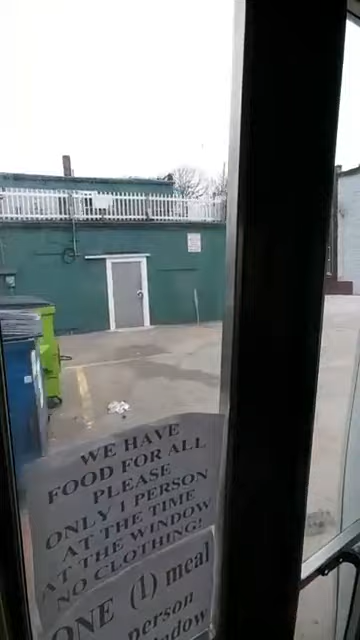 WE HAVE
FOOD FOR ALL
PLEASE
ONLY 1 PERSON
AT THE TIME
AT THE WINDOW
NO CLOTHING!
ONE (1) meal
person
window